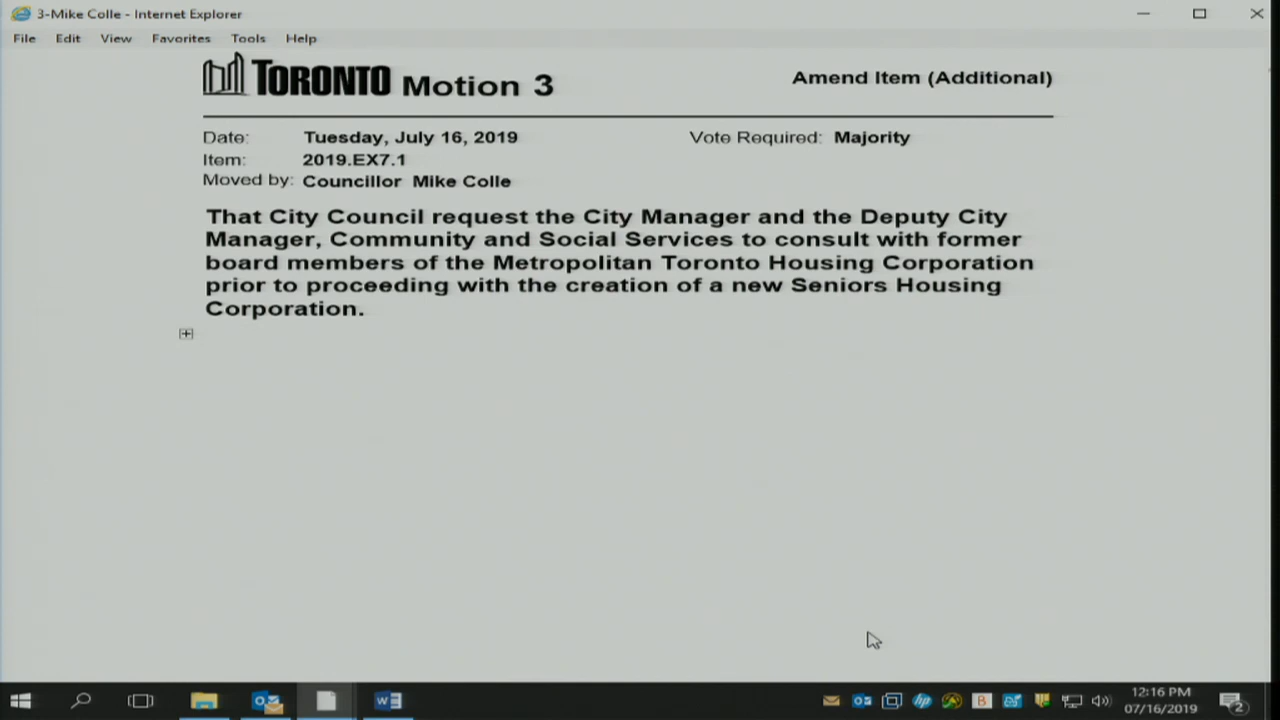 3-Mike Colle - Internet Explorer
File Edit View Favorites Tools Help
TORONTO Motion 3
Amend Item (Additional)
Date: Tuesday, July 16, 2019 Vote Required: Majority
Item: 2019.EX7.1
Moved by: Councillor Mike Colle
That City Council request the City Manager and the Deputy City
Manager, Community and Social Services to consult with former
board members of the Metropolitan Toronto Housing Corporation
prior to proceeding with the creation of a new Seniors Housing
Corporation.
12:16 PM
07/16/2019
2